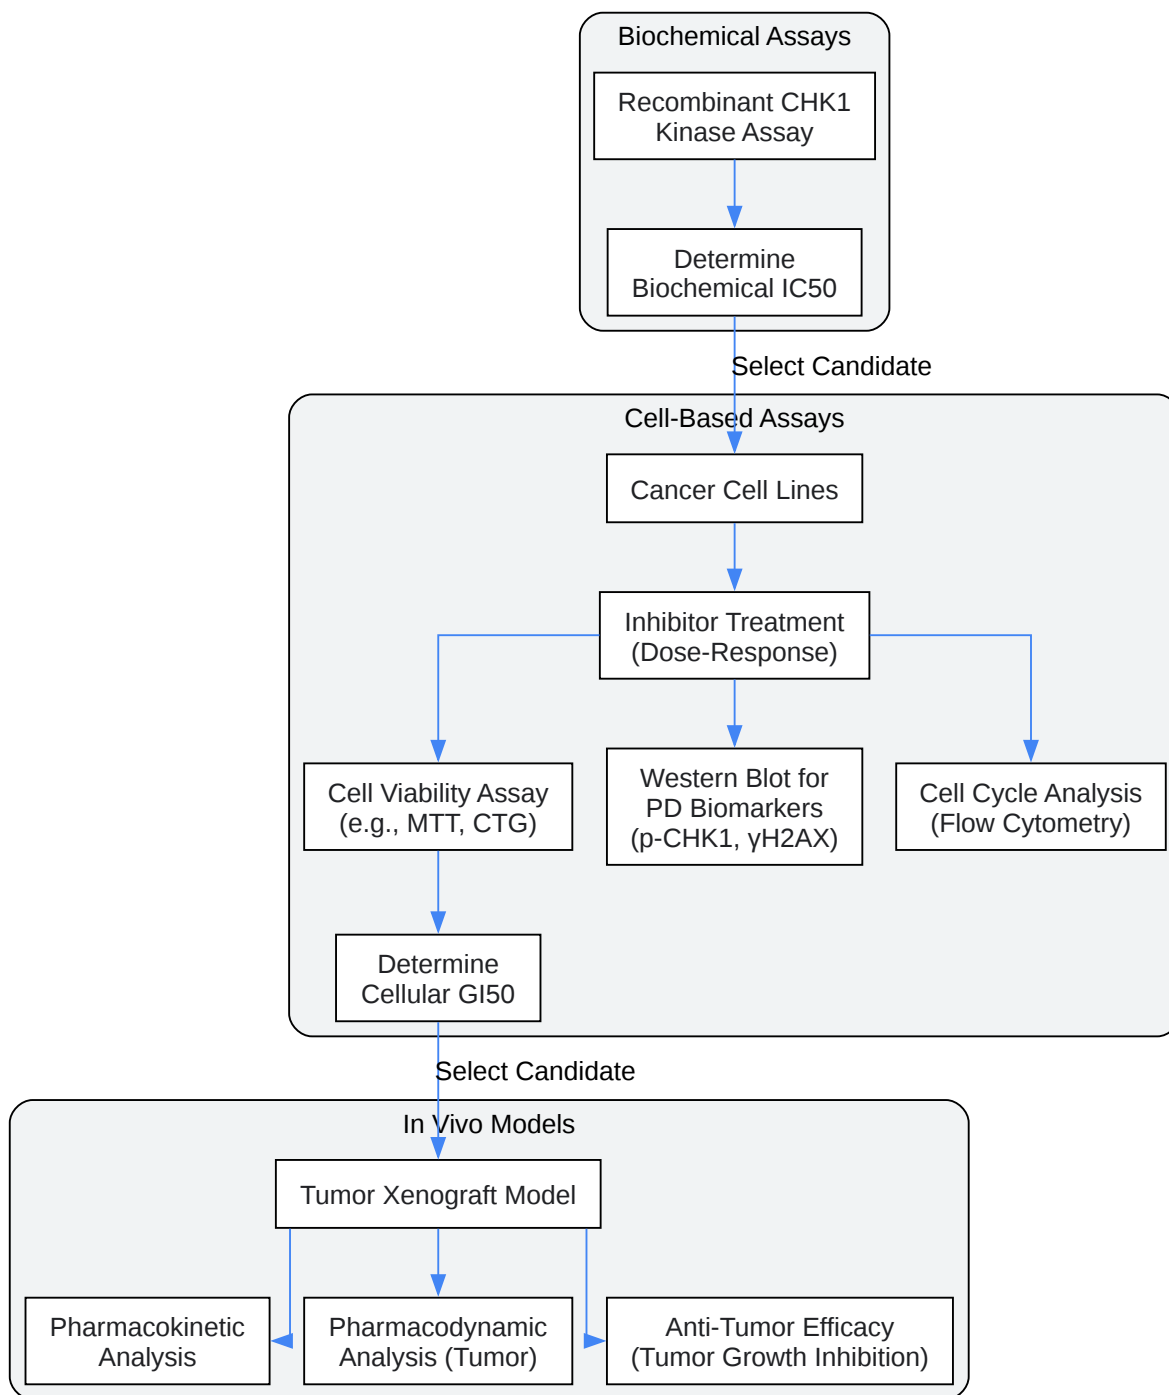 Biochemical Assays
Recombinant CHK1
Kinase Assay
Determine
Biochemical IC50
Select Candidate
Cell-Based Assays
Cancer Cell Lines
Inhibitor Treatment
(Dose-Response)
Cell Viability Assay
(e.g., MTT, CTG)
Western Blot for
PD Biomarkers
(p-CHK1, γH2AX)
Cell Cycle Analysis
(Flow Cytometry)
Determine
Cellular GI50
Select Candidate
In Vivo Models
Tumor Xenograft Model
Pharmacokinetic
Analysis
Pharmacodynamic
Analysis (Tumor)
Anti-Tumor Efficacy
(Tumor Growth Inhibition)